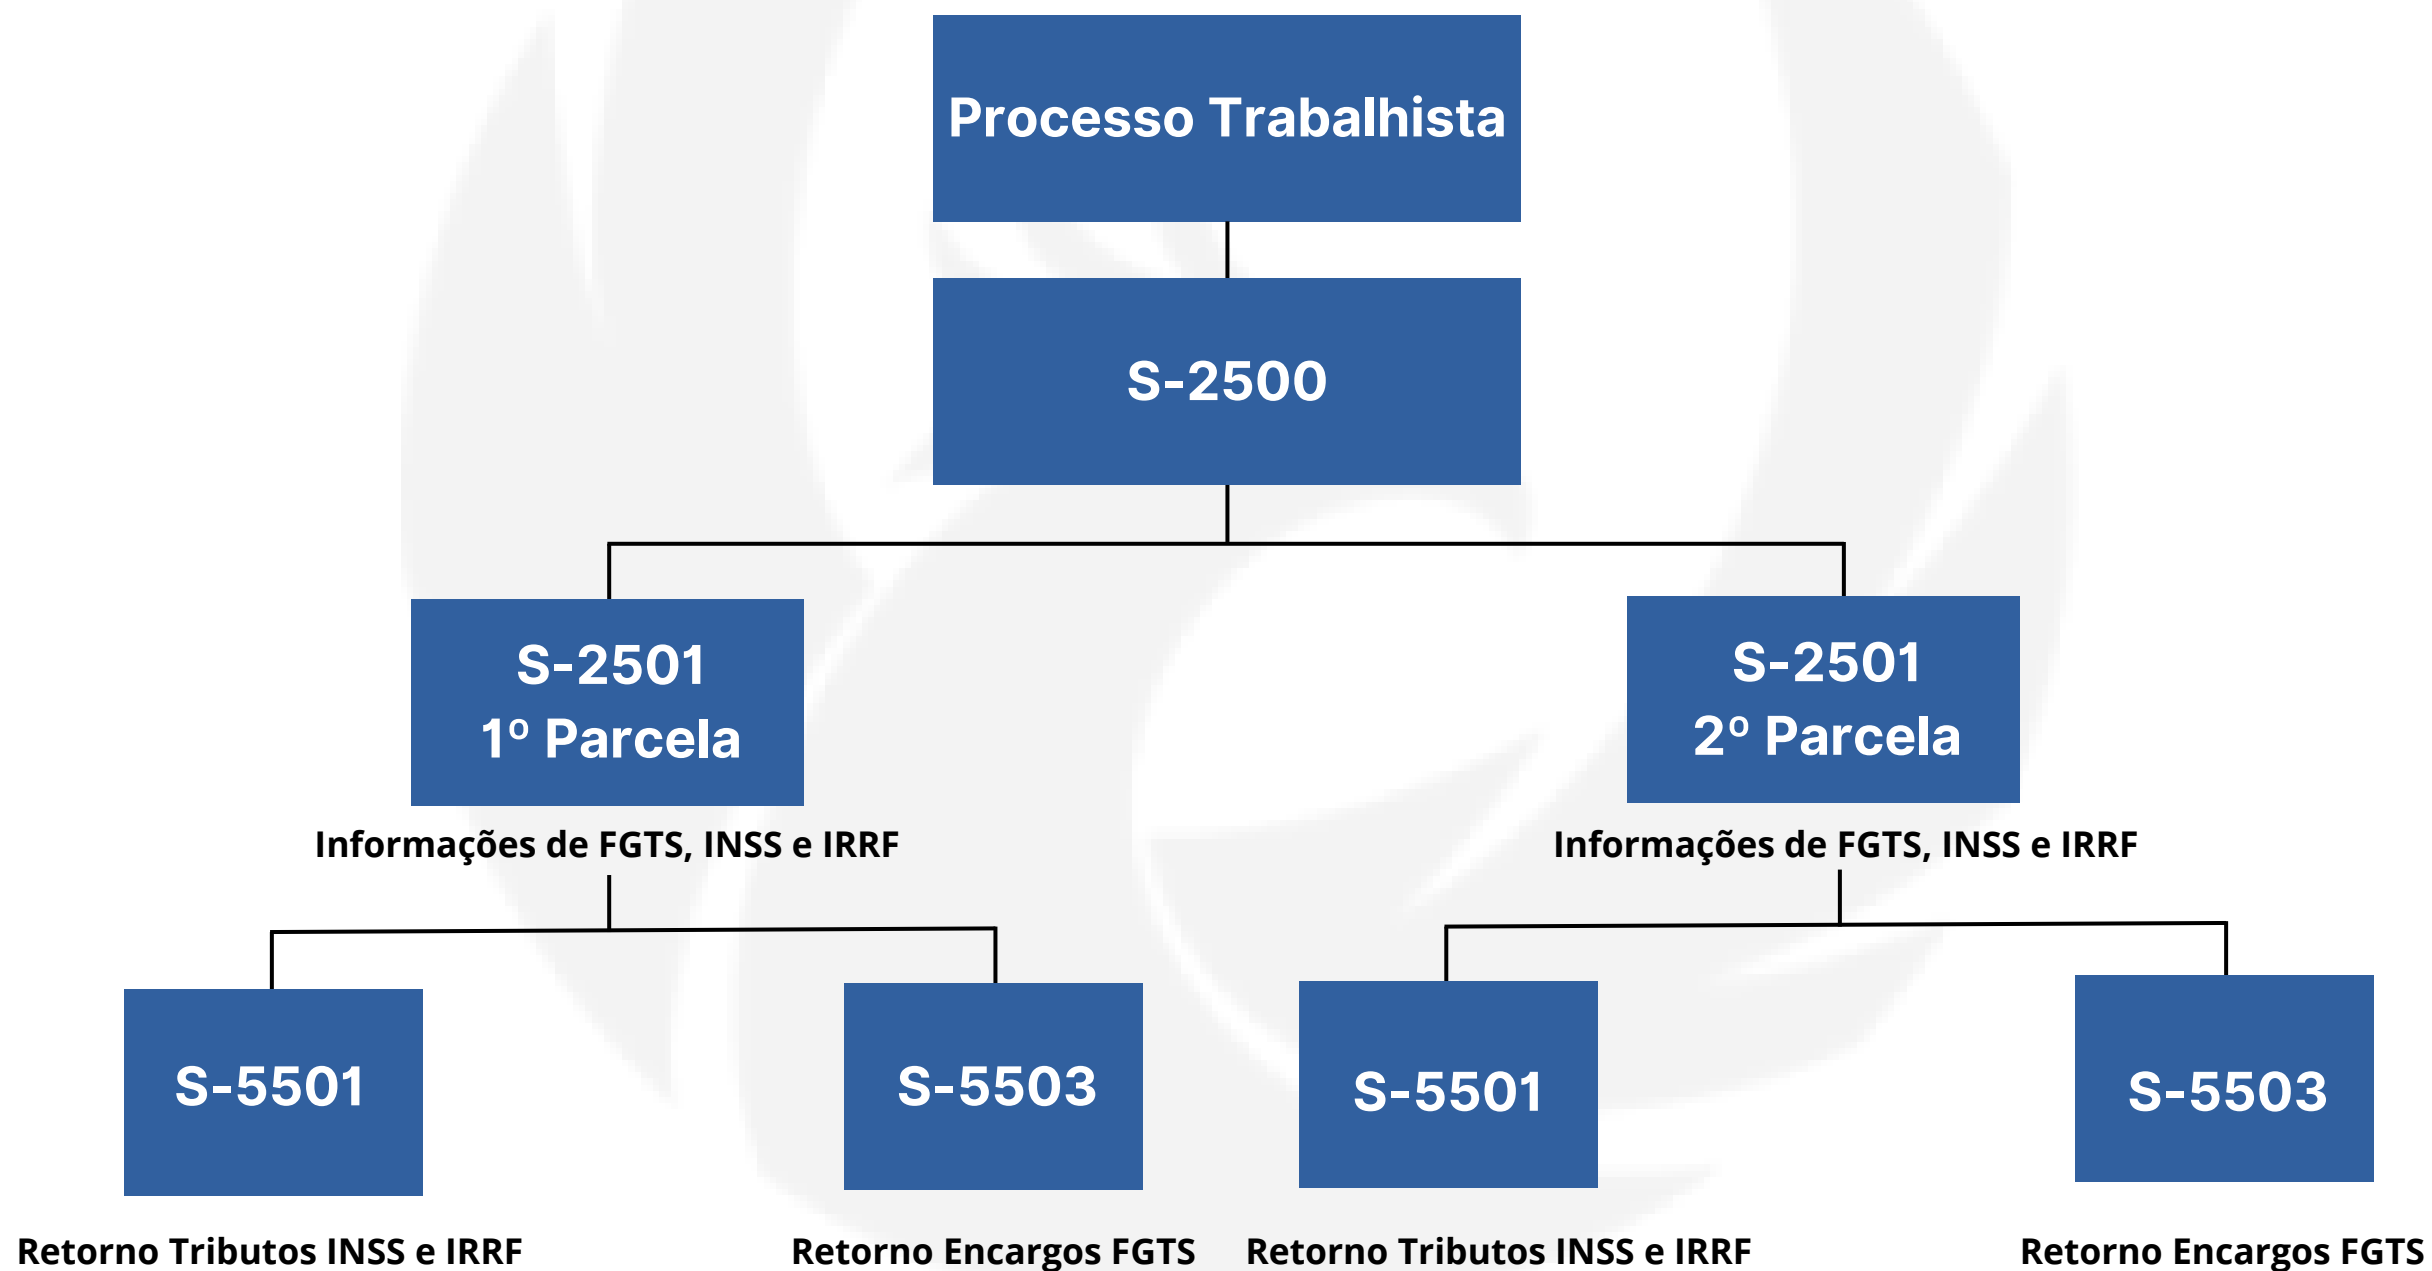 Processo Trabalhista
S-2500
S-2501
1º Parcela
S-2501
2º Parcela
Informações de FGTS, INSS e IRRF
Informações de FGTS, INSS e IRRF
S-5501
S-5503
S-5501
S-5503
Retorno Tributos INSS e IRRF
Retorno Encargos FGTS
Retorno Tributos INSS e IRRF
Retorno Encargos FGTS